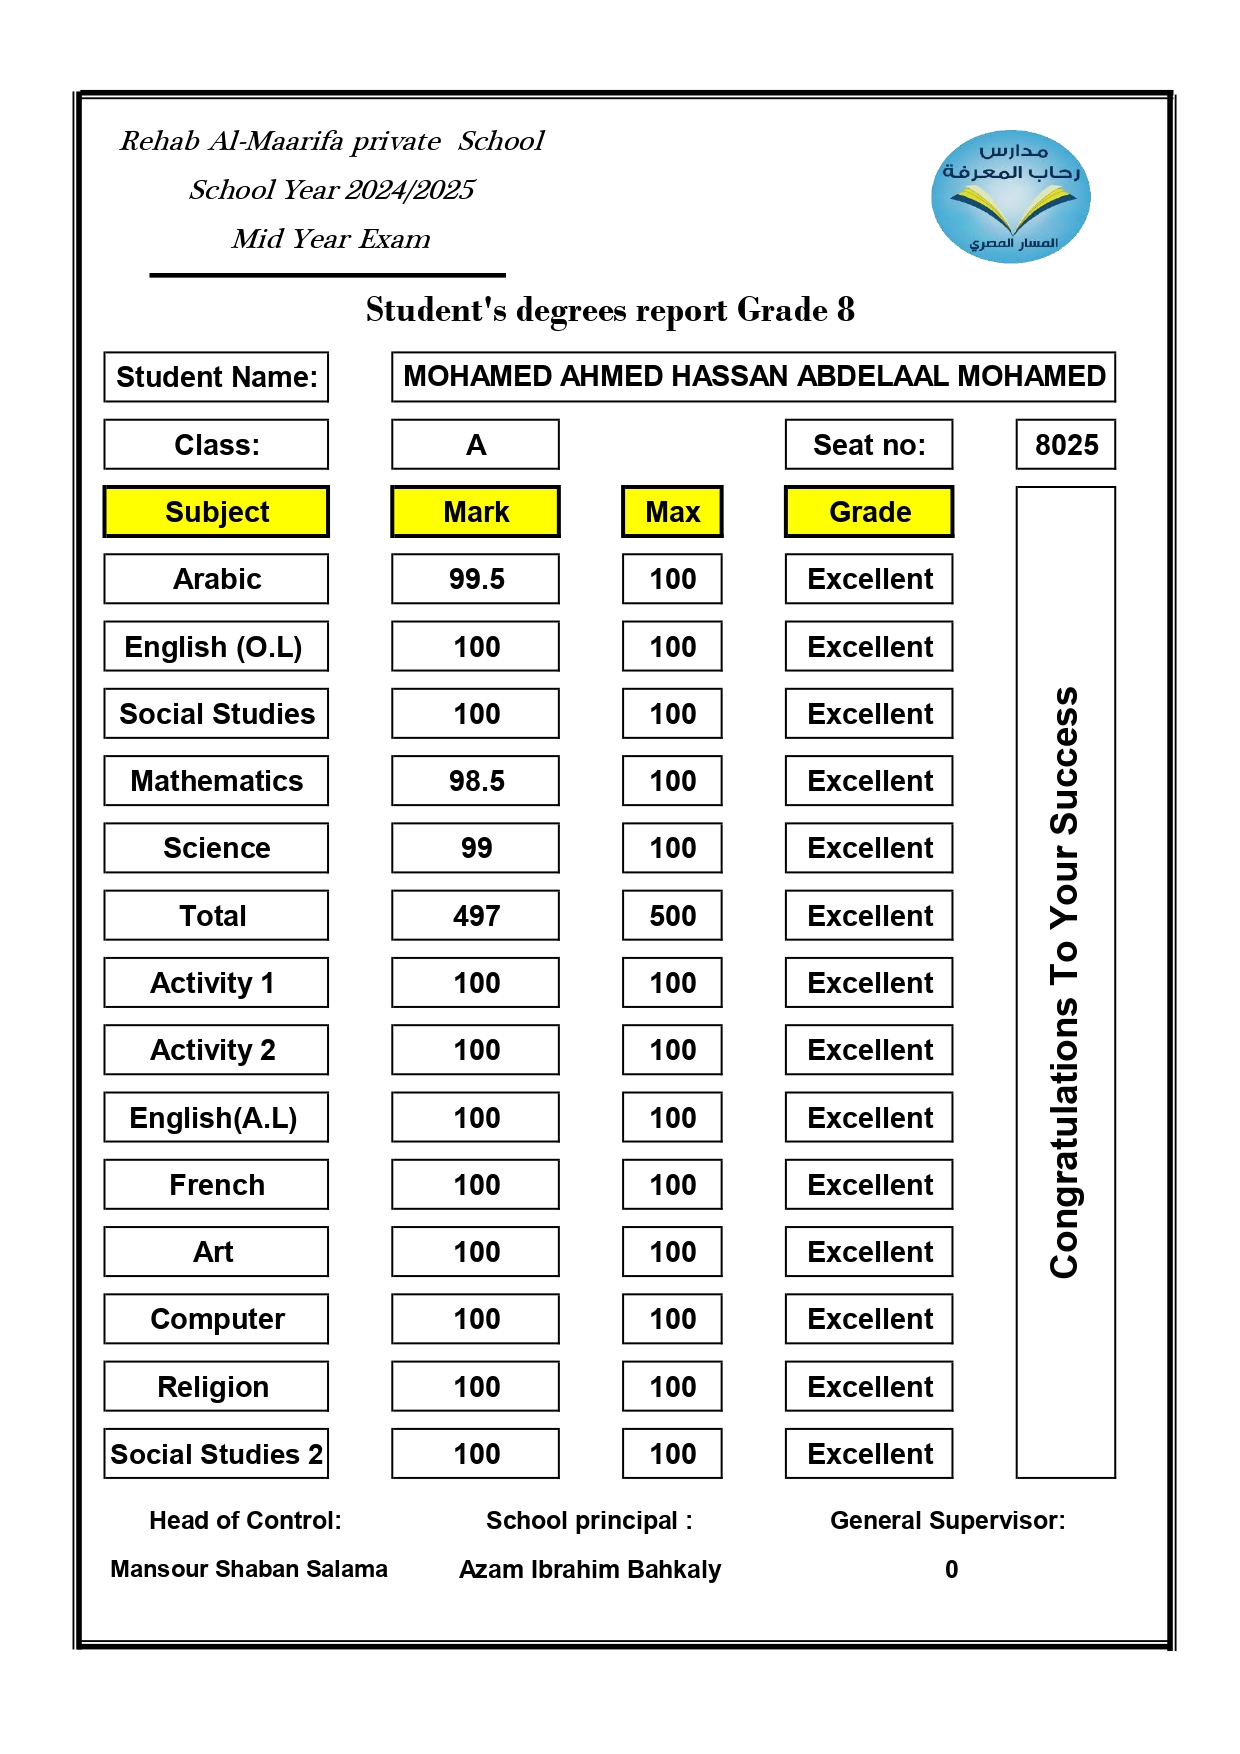 Rehab Al-Maarifa private School
School Year 2024/2025
Mid Year Exam
مدارس
رحاب المعرفة
المسار المصري
Student's degrees report Grade 8
Student Name: MOHAMED AHMED HASSAN ABDELAAL MOHAMED
Class: A Seat no: 8025
Subject Mark Max Grade
Arabic 99.5 100 Excellent
English (O.L) 100 100 Excellent
Social Studies 100 100 Excellent
Mathematics 98.5 100 Excellent
Science 99 100 Excellent
Total 497 500 Excellent
Activity 1 100 100 Excellent
Activity 2 100 100 Excellent
English(A.L) 100 100 Excellent
French 100 100 Excellent
Art 100 100 Excellent
Computer 100 100 Excellent
Religion 100 100 Excellent
Social Studies 2 100 100 Excellent
Congratulations To Your Success
Head of Control: School principal : General Supervisor:
Mansour Shaban Salama Azam Ibrahim Bahkaly 0